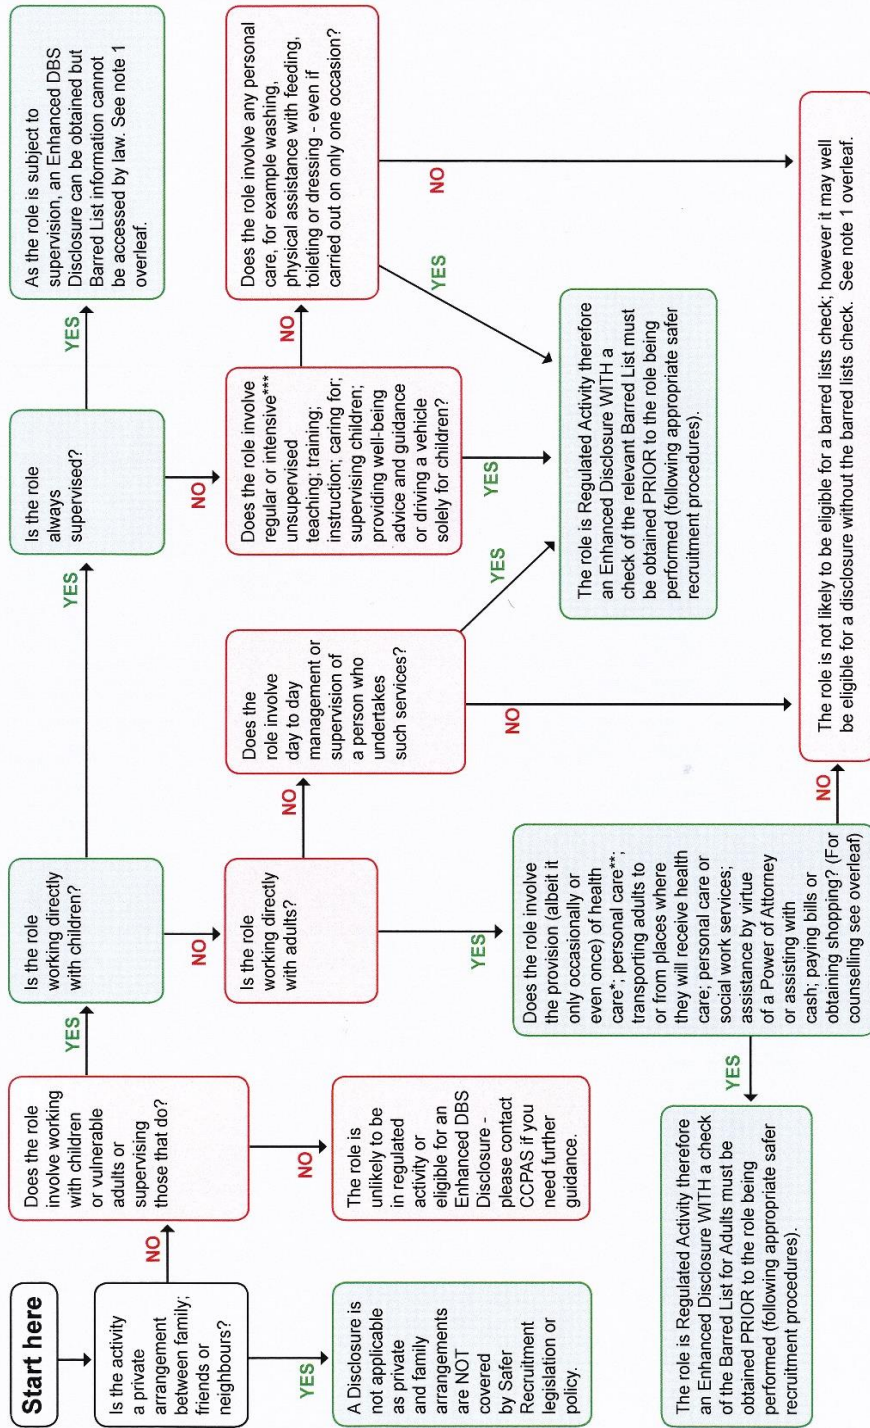 Start here
Is the activity
a private
arrangement
between family;
friends or
neighbours?
YES
A Disclosure is
not applicable
as private
and family
arrangements
are NOT
covered
by Safer
Recruitment
legislation or
policy.
NO
Does the role
involve working
with children
or vulnerable
adults or
supervising
those that do?
NO
The role is
unlikely to be
in regulated
activity or
eligible for an
Enhanced DBS
Disclosure -
please contact
CCPAS if you
need further
guidance.
YES
Is the role
working directly
with children?
YES
Is the role
always
supervised?
YES
As the role is subject to
supervision, an Enhanced DBS
Disclosure can be obtained but
Barred List information cannot
be accessed by law. See note 1
overleaf.
NO
Is the role
working directly
with adults?
NO
Does the
role involve
day to day
management or
supervision of
a person who
undertakes
such services?
NO
Does the role involve
regular or intensive***
unsupervised
teaching; training;
instruction; caring for;
supervising children;
providing well-being
advice and guidance
or driving a vehicle
solely for children?
NO
Does the role involve any personal
care, for example washing,
physical assistance with feeding,
toileting or dressing - even if
carried out on only one occasion?
YES
Does the role involve
the provision (albeit it
only occasionally or
even once) of health
care*; personal care**;
transporting adults to
or from places where
they will receive health
care; personal care or
social work services;
assistance by virtue
of a Power of Attorney
or assisting with
cash; paying bills or
obtaining shopping? (For
counselling see overleaf)
YES
The role is Regulated Activity therefore
an Enhanced Disclosure WITH a check
of the Barred List for Adults must be
obtained PRIOR to the role being
performed (following appropriate safer
recruitment procedures).
NO
NO
YES
YES
YES
The role is Regulated Activity therefore
an Enhanced Disclosure WITH a
check of the relevant Barred List must
be obtained PRIOR to the role being
performed (following appropriate safer
recruitment procedures).
NO
The role is not likely to be eligible for a barred lists check; however it may well
be eligible for a disclosure without the barred lists check. See note 1 overleaf.